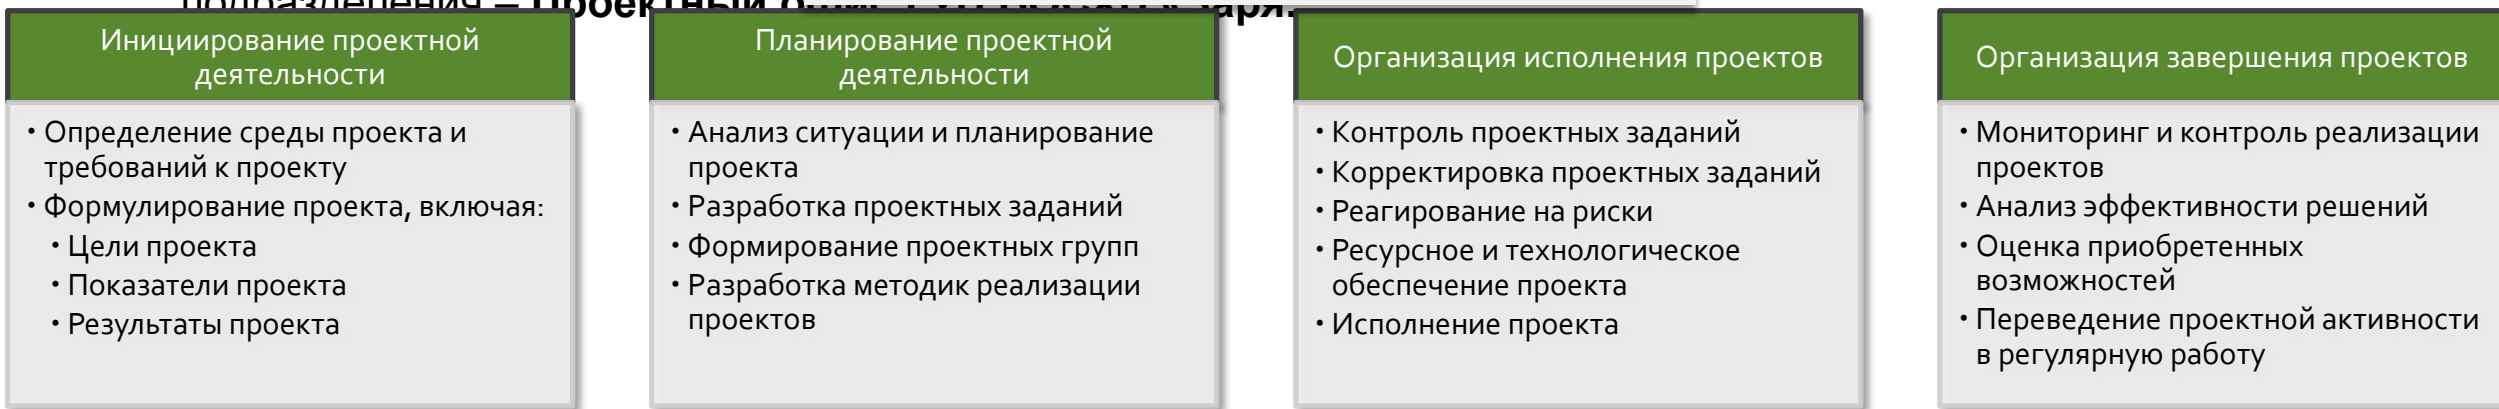 подразделения – Проектный
Инициирование проектной
деятельности
• Определение среды проекта и
требований к проекту
• Формулирование проекта, включая:
• Цели проекта
• Показатели проекта
• Результаты проекта
Планирование проектной
деятельности
• Анализ ситуации и планирование
проекта
• Разработка проектных заданий
• Формирование проектных групп
• Разработка методик реализации
проектов
Организация исполнения проектов
• Контроль проектных заданий
• Корректировка проектных заданий
• Реагирование на риски
• Ресурсное и технологическое
обеспечение проекта
• Исполнение проекта
Организация завершения проектов
• Мониторинг и контроль реализации
проектов
• Анализ эффективности решений
• Оценка приобретенных
возможностей
• Переведение проектной активности
в регулярную работу